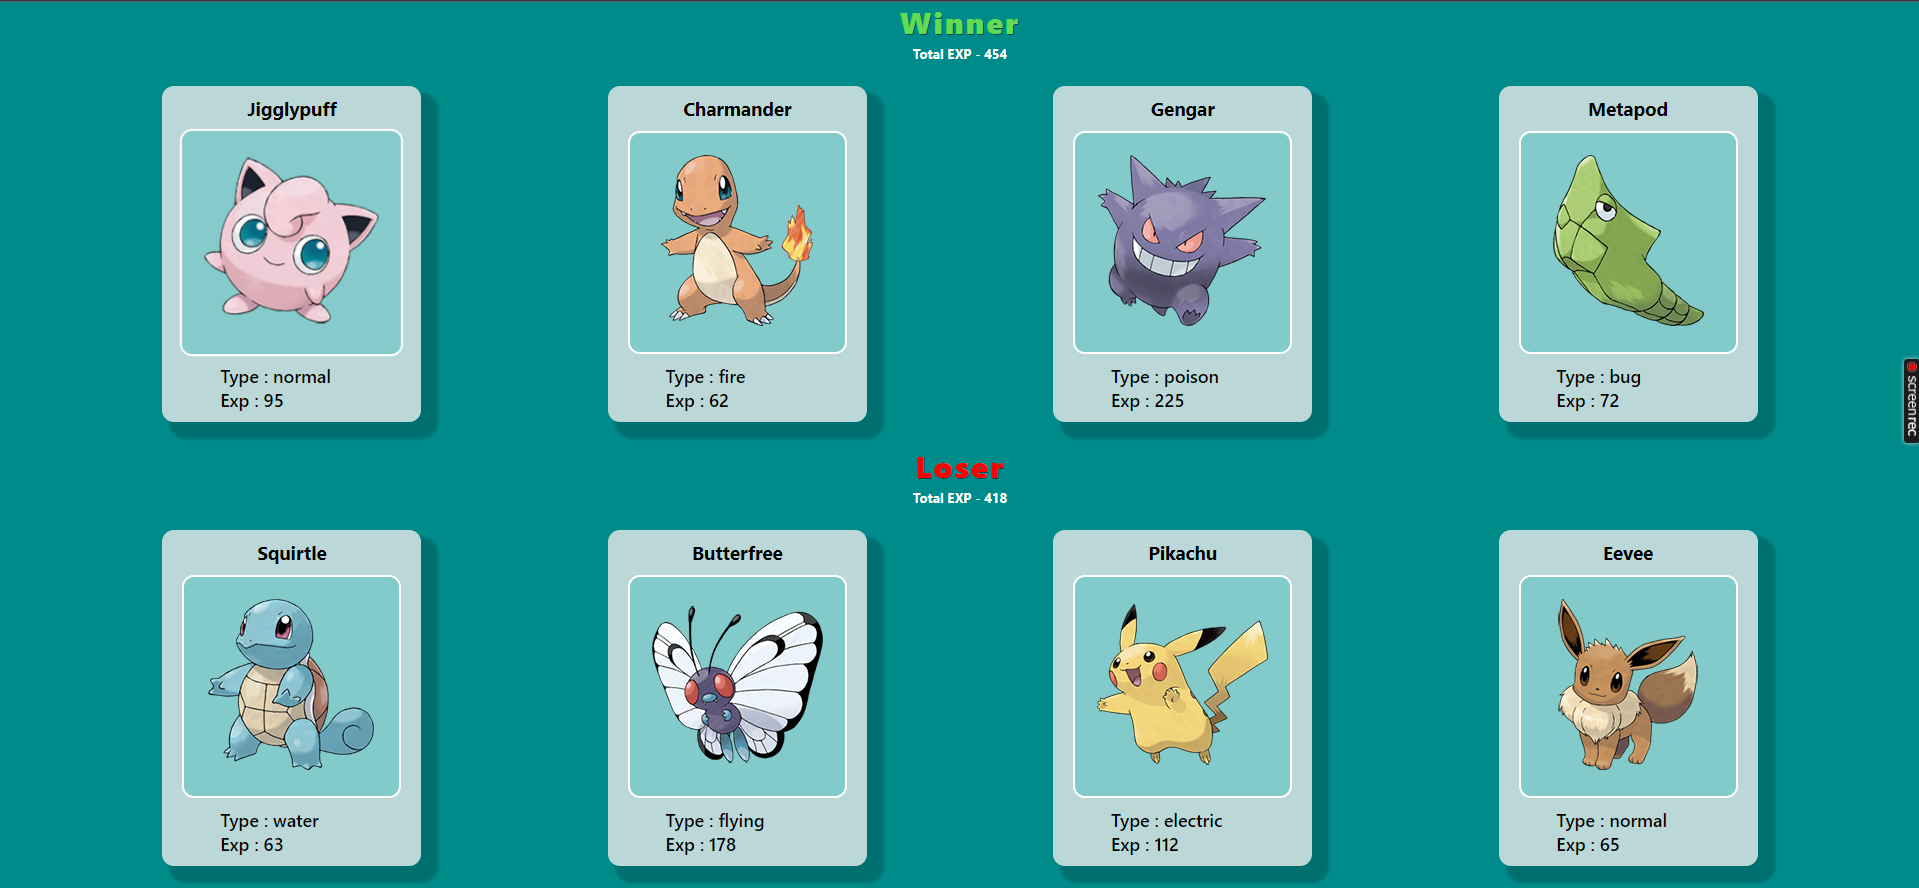 Winner
Total EXP - 454
Jigglypuff
Charmander
Gengar
Metapod
Type : normal
Exp : 95
Type : fire
Exp : 62
Type : poison
Exp : 225
Type : bug
Exp : 72
screenrec
Loser
Total EXP - 418
Squirtle
Butterfree
Pikachu
Eevee
Type : water
Exp : 63
Type : flying
Exp : 178
Type : electric
Exp : 112
Type : normal
Exp : 65